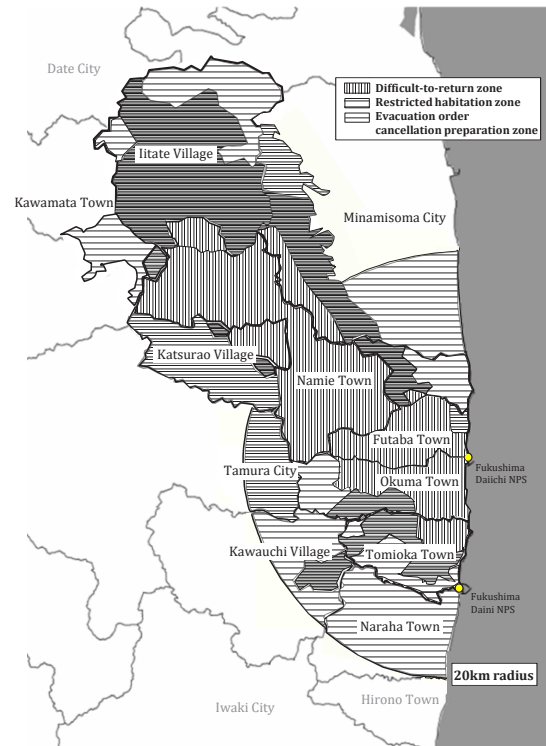 Date City
Difficult-to-return zone
Restricted habitation zone
Evacuation order
cancellation preparation zone
Iitate Village
Kawamata Town
Minamisoma City
Katsurao Village
Namie Town
Futaba Town
Fukushima
Daiichi NPS
Tamura City
Okuma Town
Kawauchi Village
Tomioka Town
Fukushima
Daini NPS
Naraha Town
20km radius
Hirono Town
Iwaki City